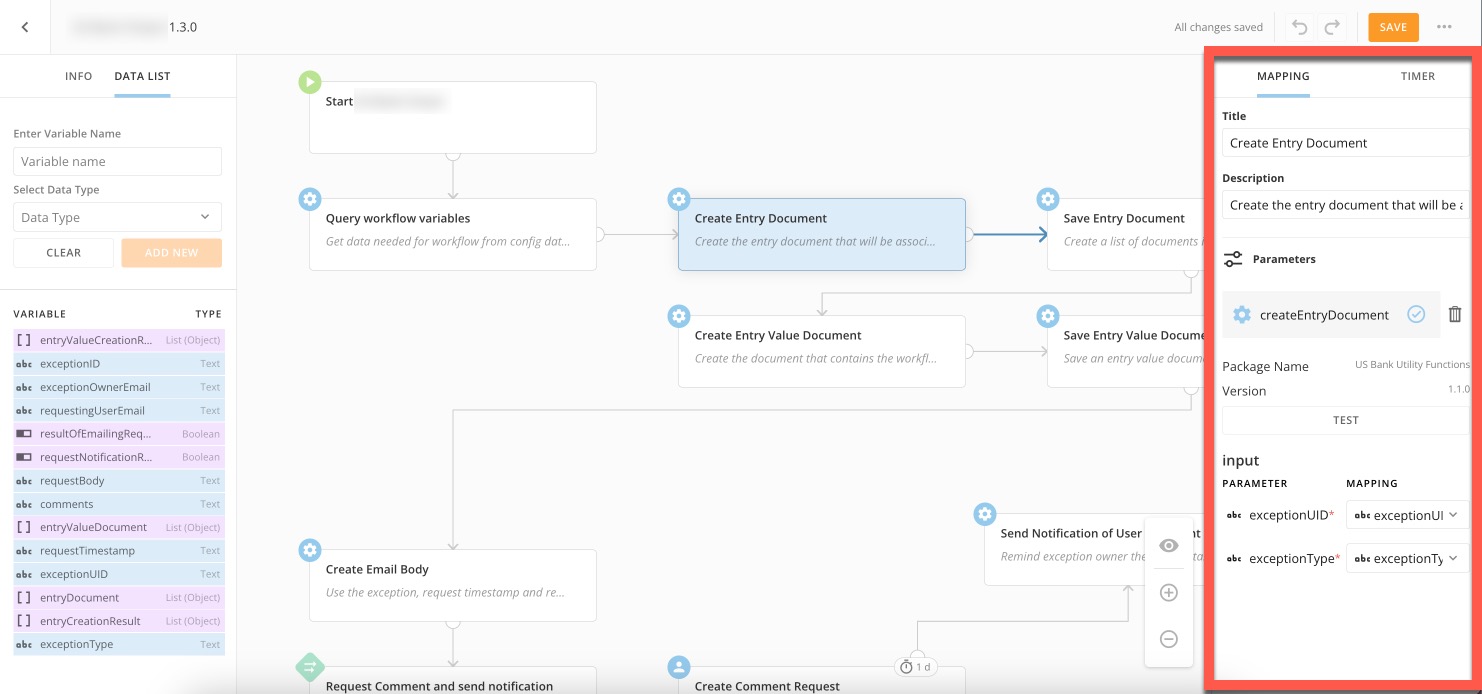 1.3.0
All changes saved
SAVE
INFO
DATA LIST
Enter Variable Name
Variable name
Select Data Type
Data Type
CLEAR
ADD NEW
VARIABLE
TYPE
entryValueCreationR...
List (Object)
abc exceptionID
Text
abc exceptionOwnerEmail
Text
abc requestingUserEmail
Text
resultOfEmailingReq...
Boolean
requestNotificationR...
Boolean
abc requestBody
Text
abc comments
Text
entryValueDocument
List (Object)
abc requestTimestamp
Text
abc exceptionUID
Text
entryDocument
List (Object)
entryCreationResult
List (Object)
abc exceptionType
Text
Start
Query workflow variables
Get data needed for workflow from config dat...
Create Entry Document
Create the entry document that will be associ...
Save Entry Document
Create a list of documents
Create Entry Value Document
Create the document that contains the workfl...
Save Entry Value Docume
Save an entry value docum
Create Email Body
Use the exception, request timestamp and re...
Send Notification of User
nt
Remind exception owner the
ta
Request Comment and send notification
1 d
Create Comment Request
MAPPING
TIMER
Title
Create Entry Document
Description
Create the entry document that will be a
Parameters
createEntryDocument
Package Name
US Bank Utility Functions
Version
1.1.0
TEST
input
PARAMETER
MAPPING
abc exceptionUID*
abc exceptionUI
abc exceptionType*
abc exceptionTy